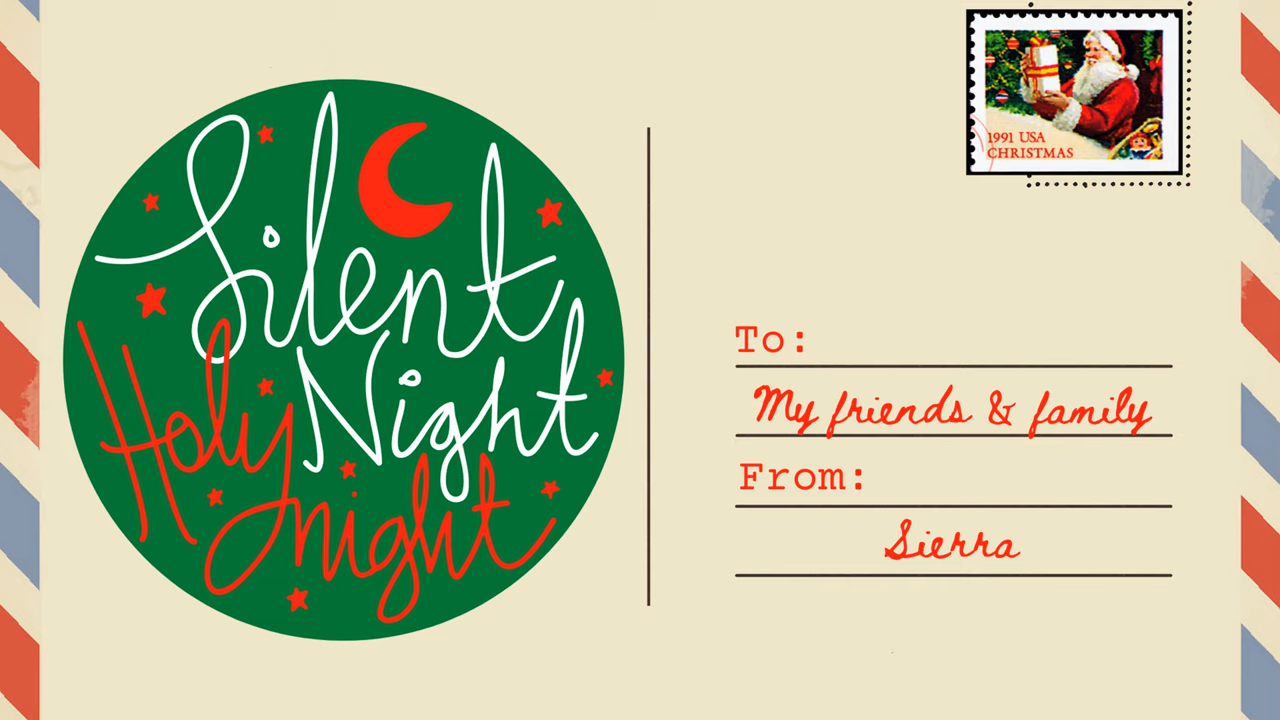 Silent
Night
Holy
night
1991 USA
CHRISTMAS
To:
My friends & family
From:
Sierra